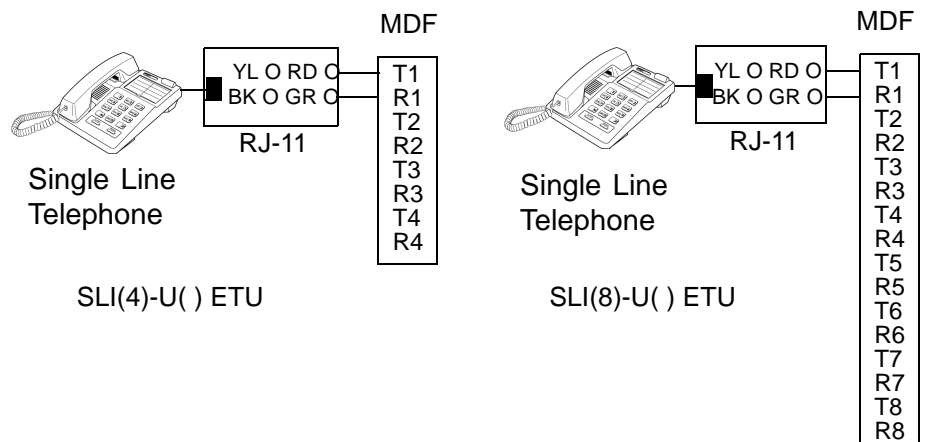 MDF
YL O RD O
BK O GR O
RJ-11
T1
R1
T2
R2
T3
R3
T4
R4
Single Line
Telephone
SLI(4)-U( ) ETU
MDF
YL O RD O
BK O GR O
RJ-11
T1
R1
T2
R2
T3
R3
T4
R4
T5
R5
T6
R6
T7
R7
T8
R8
Single Line
Telephone
SLI(8)-U( ) ETU